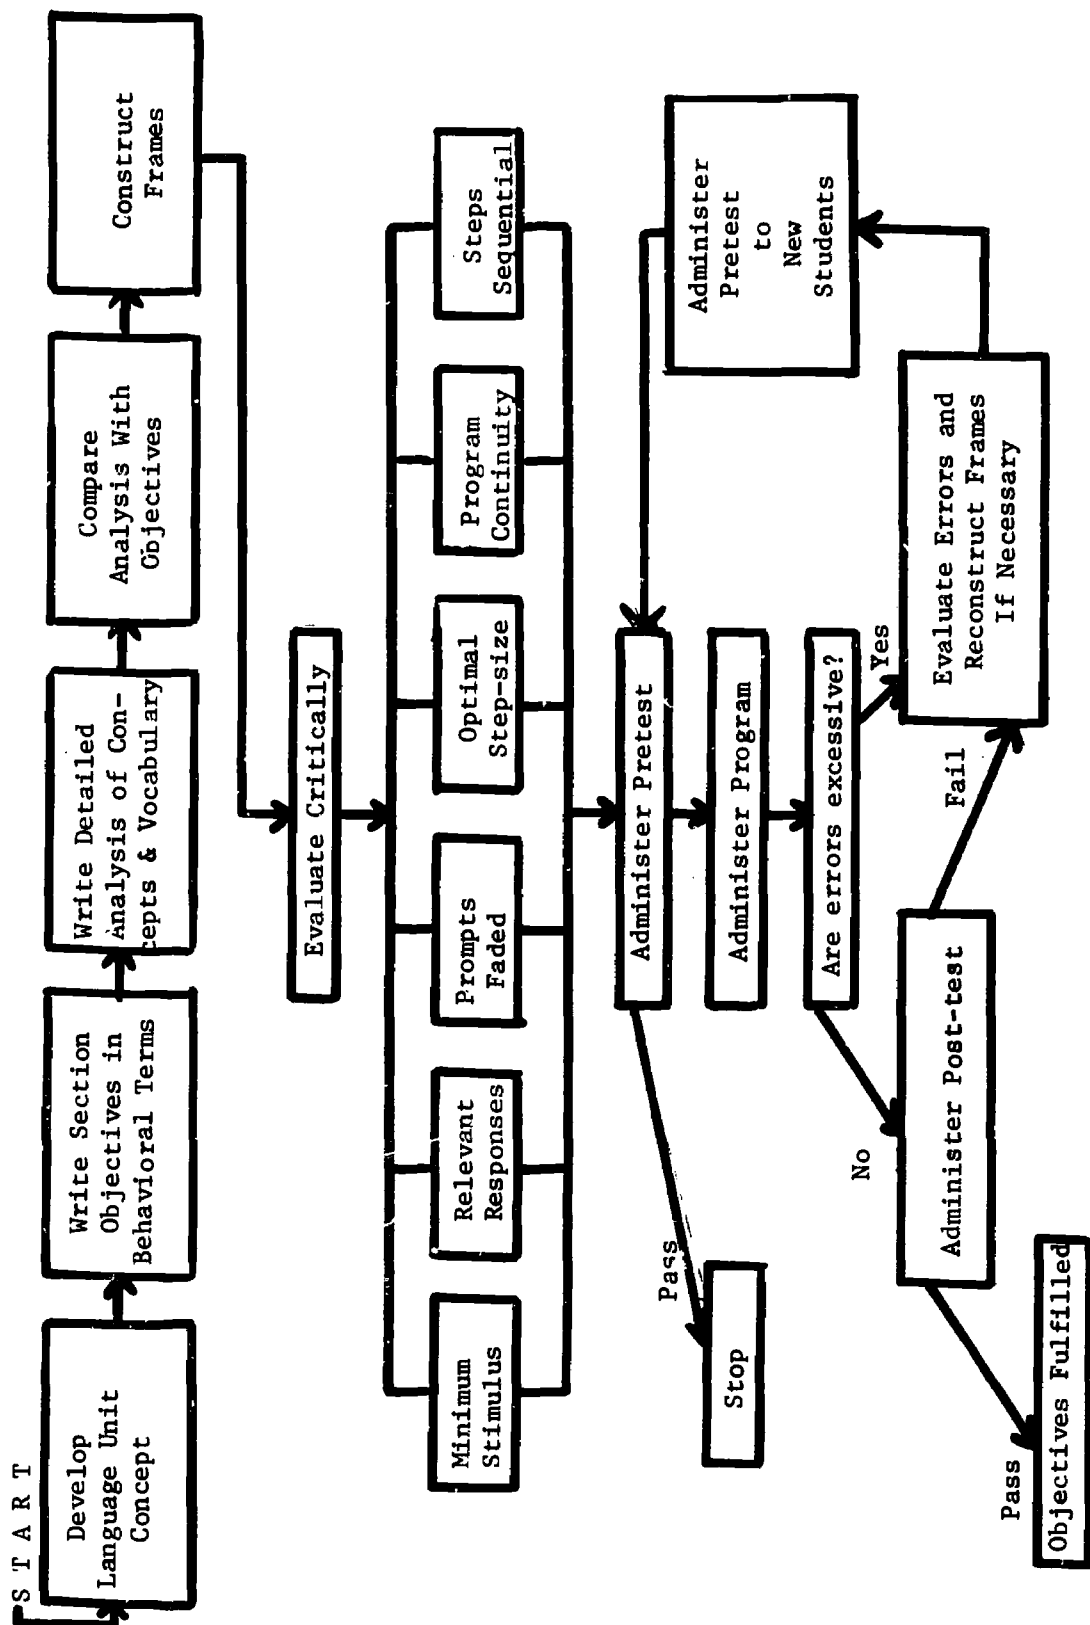 S T A R T
Develop
Language Unit
Concept
Write Section
Objectives in
Behavioral Terms
Write Detailed
Analysis of Con-
cepts & Vocabulary
Compare
Analysis With
Objectives
Construct
Frames
Evaluate Critically
Minimum
Stimulus
Relevant
Responses
Prompts
Faded
Optimal
Step-size
Program
Continuity
Steps
Sequential
Administer Pretest
Administer
Pretest
to
New
Students
Pass
Stop
Administer Program
Are errors excessive?
No
Yes
Administer Post-test
Fail
Evaluate Errors and
Reconstruct Frames
If Necessary
Pass
Objectives Fulfilled